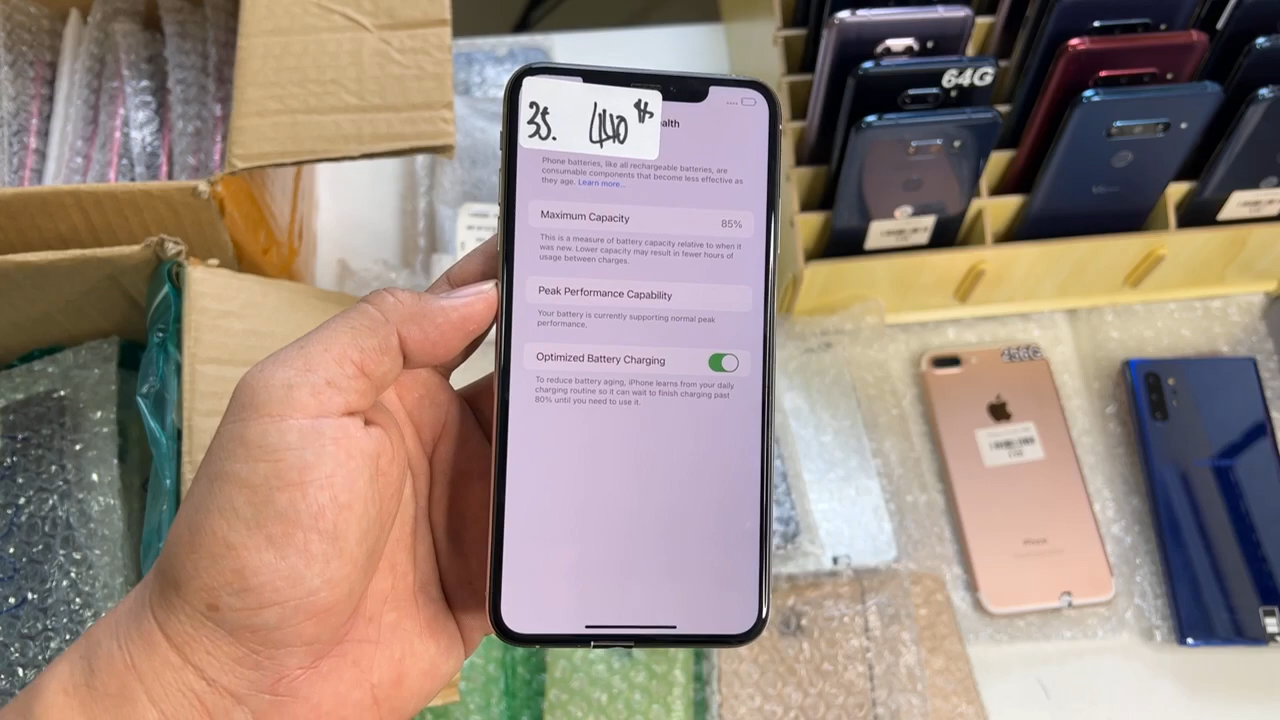 35. 440
alth
Phone batteries, like all rechargeable batteries, are
consumable components that become less effective as
they age. Learn more...
Maximum Capacity 85%
This is a measure of battery capacity relative to when it
was new. Lower capacity may result in fewer hours of
usage between charges.
Peak Performance Capability
Your battery is currently supporting normal peak
performance.
Optimized Battery Charging
To reduce battery aging, iPhone learns from your daily
charging routine so it can wait to finish charging past
80% until you need to use it.
64G
256G
iPhone